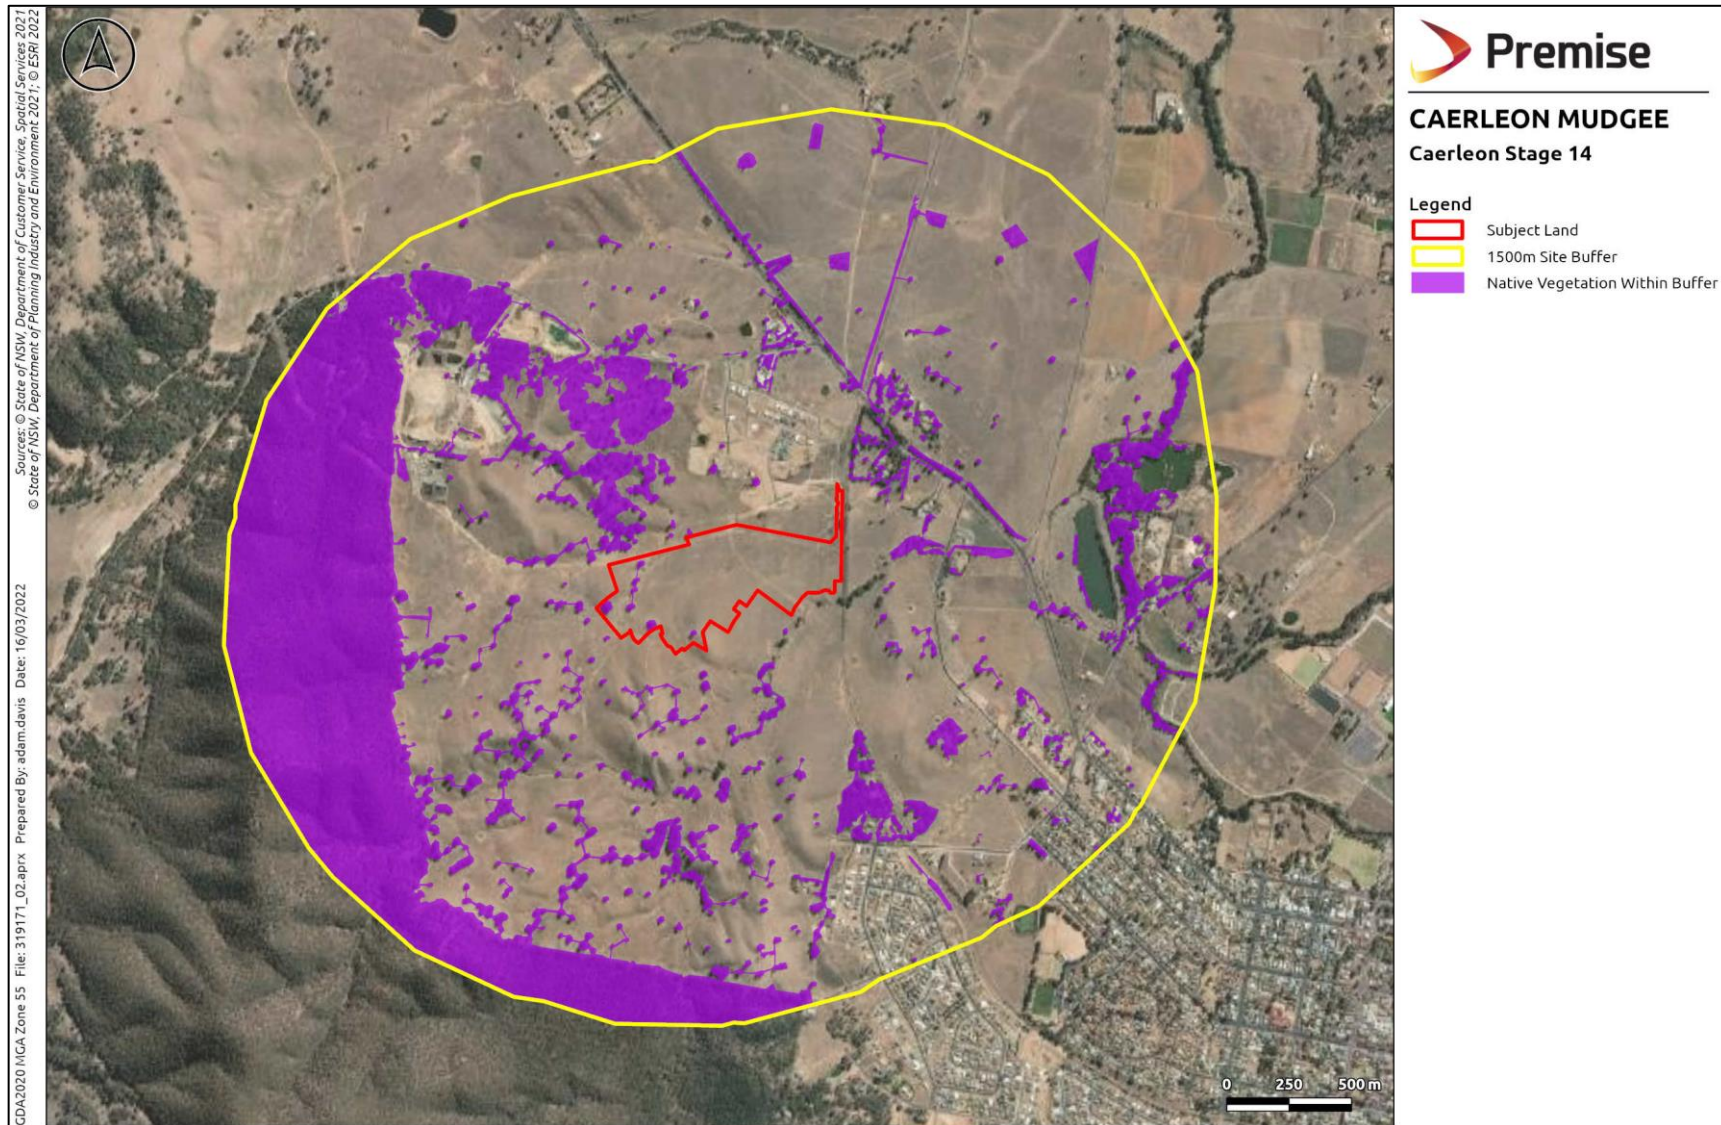 Sources: © State of NSW, Department of Customer Service, Spatial Services 2021
© State of NSW, Department of Planning Industry and Environment 2021; © ESRI 2022
GDA2020 MGA Zone 55 File: 319171_02.aprx Prepared By: adam.davis Date: 16/03/2022
Premise
CAERLEON MUDGEE
Caerleon Stage 14
Legend
Subject Land
1500m Site Buffer
Native Vegetation Within Buffer
0 250 500 m